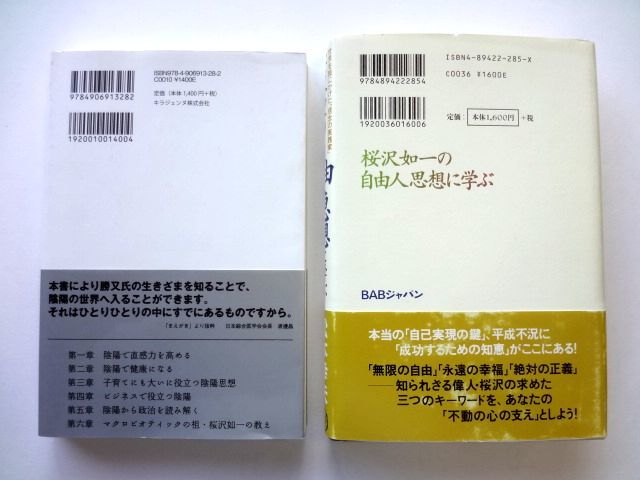 ISBN978-4-906913-28-2
C0010 ¥1400E
定価(本体1,400円+税)
キラジェンヌ株式会社
9784906913282
1920010014004
本書により勝又氏の生きざまを知ることで、
陰陽の世界へ入ることができます。
それはひとりひとりの中にすでにあるものですから。
「まえがき」より抜粋 日本綜合医学会会長 渡邊昌
第一章 陰陽で直感力を高める
第二章 陰陽で健康になる
第三章 子育てにも大いに役立つ陰陽思想
第四章 ビジネスで役立つ陰陽
第五章 陰陽から政治を読み解く
第六章 マクロビオティックの祖・桜沢如一の教え
ISBN4-89422-285-X
C0036 ¥1600E
9784894222854
定価: 本体1,600円 +税
1920036016006
桜沢如一の
自由人思想に学ぶ
BABジャパン
本当の「自己実現の鍵」、平成不況に
「成功するための知恵」がここにある!
「無限の自由」「永遠の幸福」「絶対の正義」
──知られざる偉人・桜沢の求めた
三つのキーワードを、あなたの
「不動の心の支え」としよう!